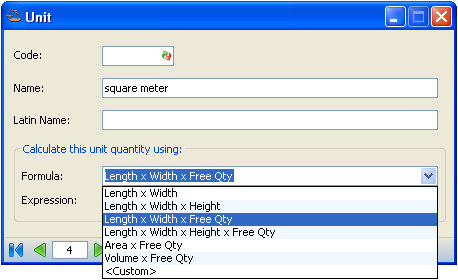 Unit
Code:
Name: square meter
Latin Name:
Calculate this unit quantity using:
Formula: Length x Width x Free Qty
Expression:
Length x Width
Length x Width x Height
Length x Width x Free Qty
Length x Width x Height x Free Qty
Area x Free Qty
Volume x Free Qty
<Custom>
4